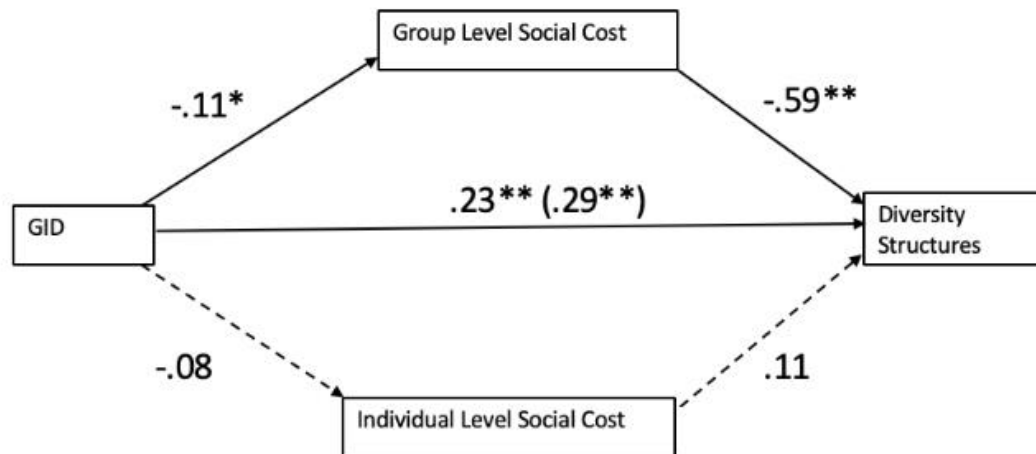 Group Level Social Cost
-.11*
-.59**
.23** (.29**)
GID
Diversity
Structures
-.08
.11
Individual Level Social Cost